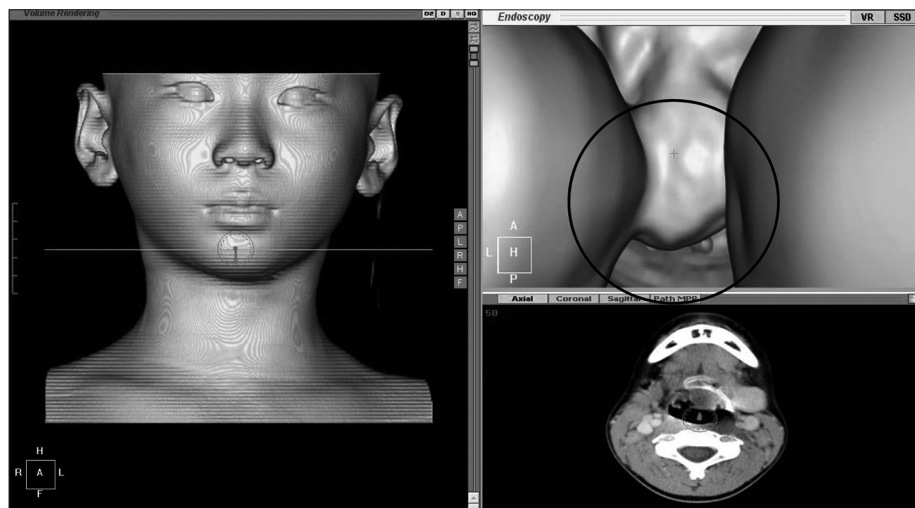 Volume Rendering
D2 D S HQ
A
P
L
R
H
F
H
R A L
F
Endoscopy
VR SSD
A
L H
P
Axial Coronal Sagittal Path MPR
50